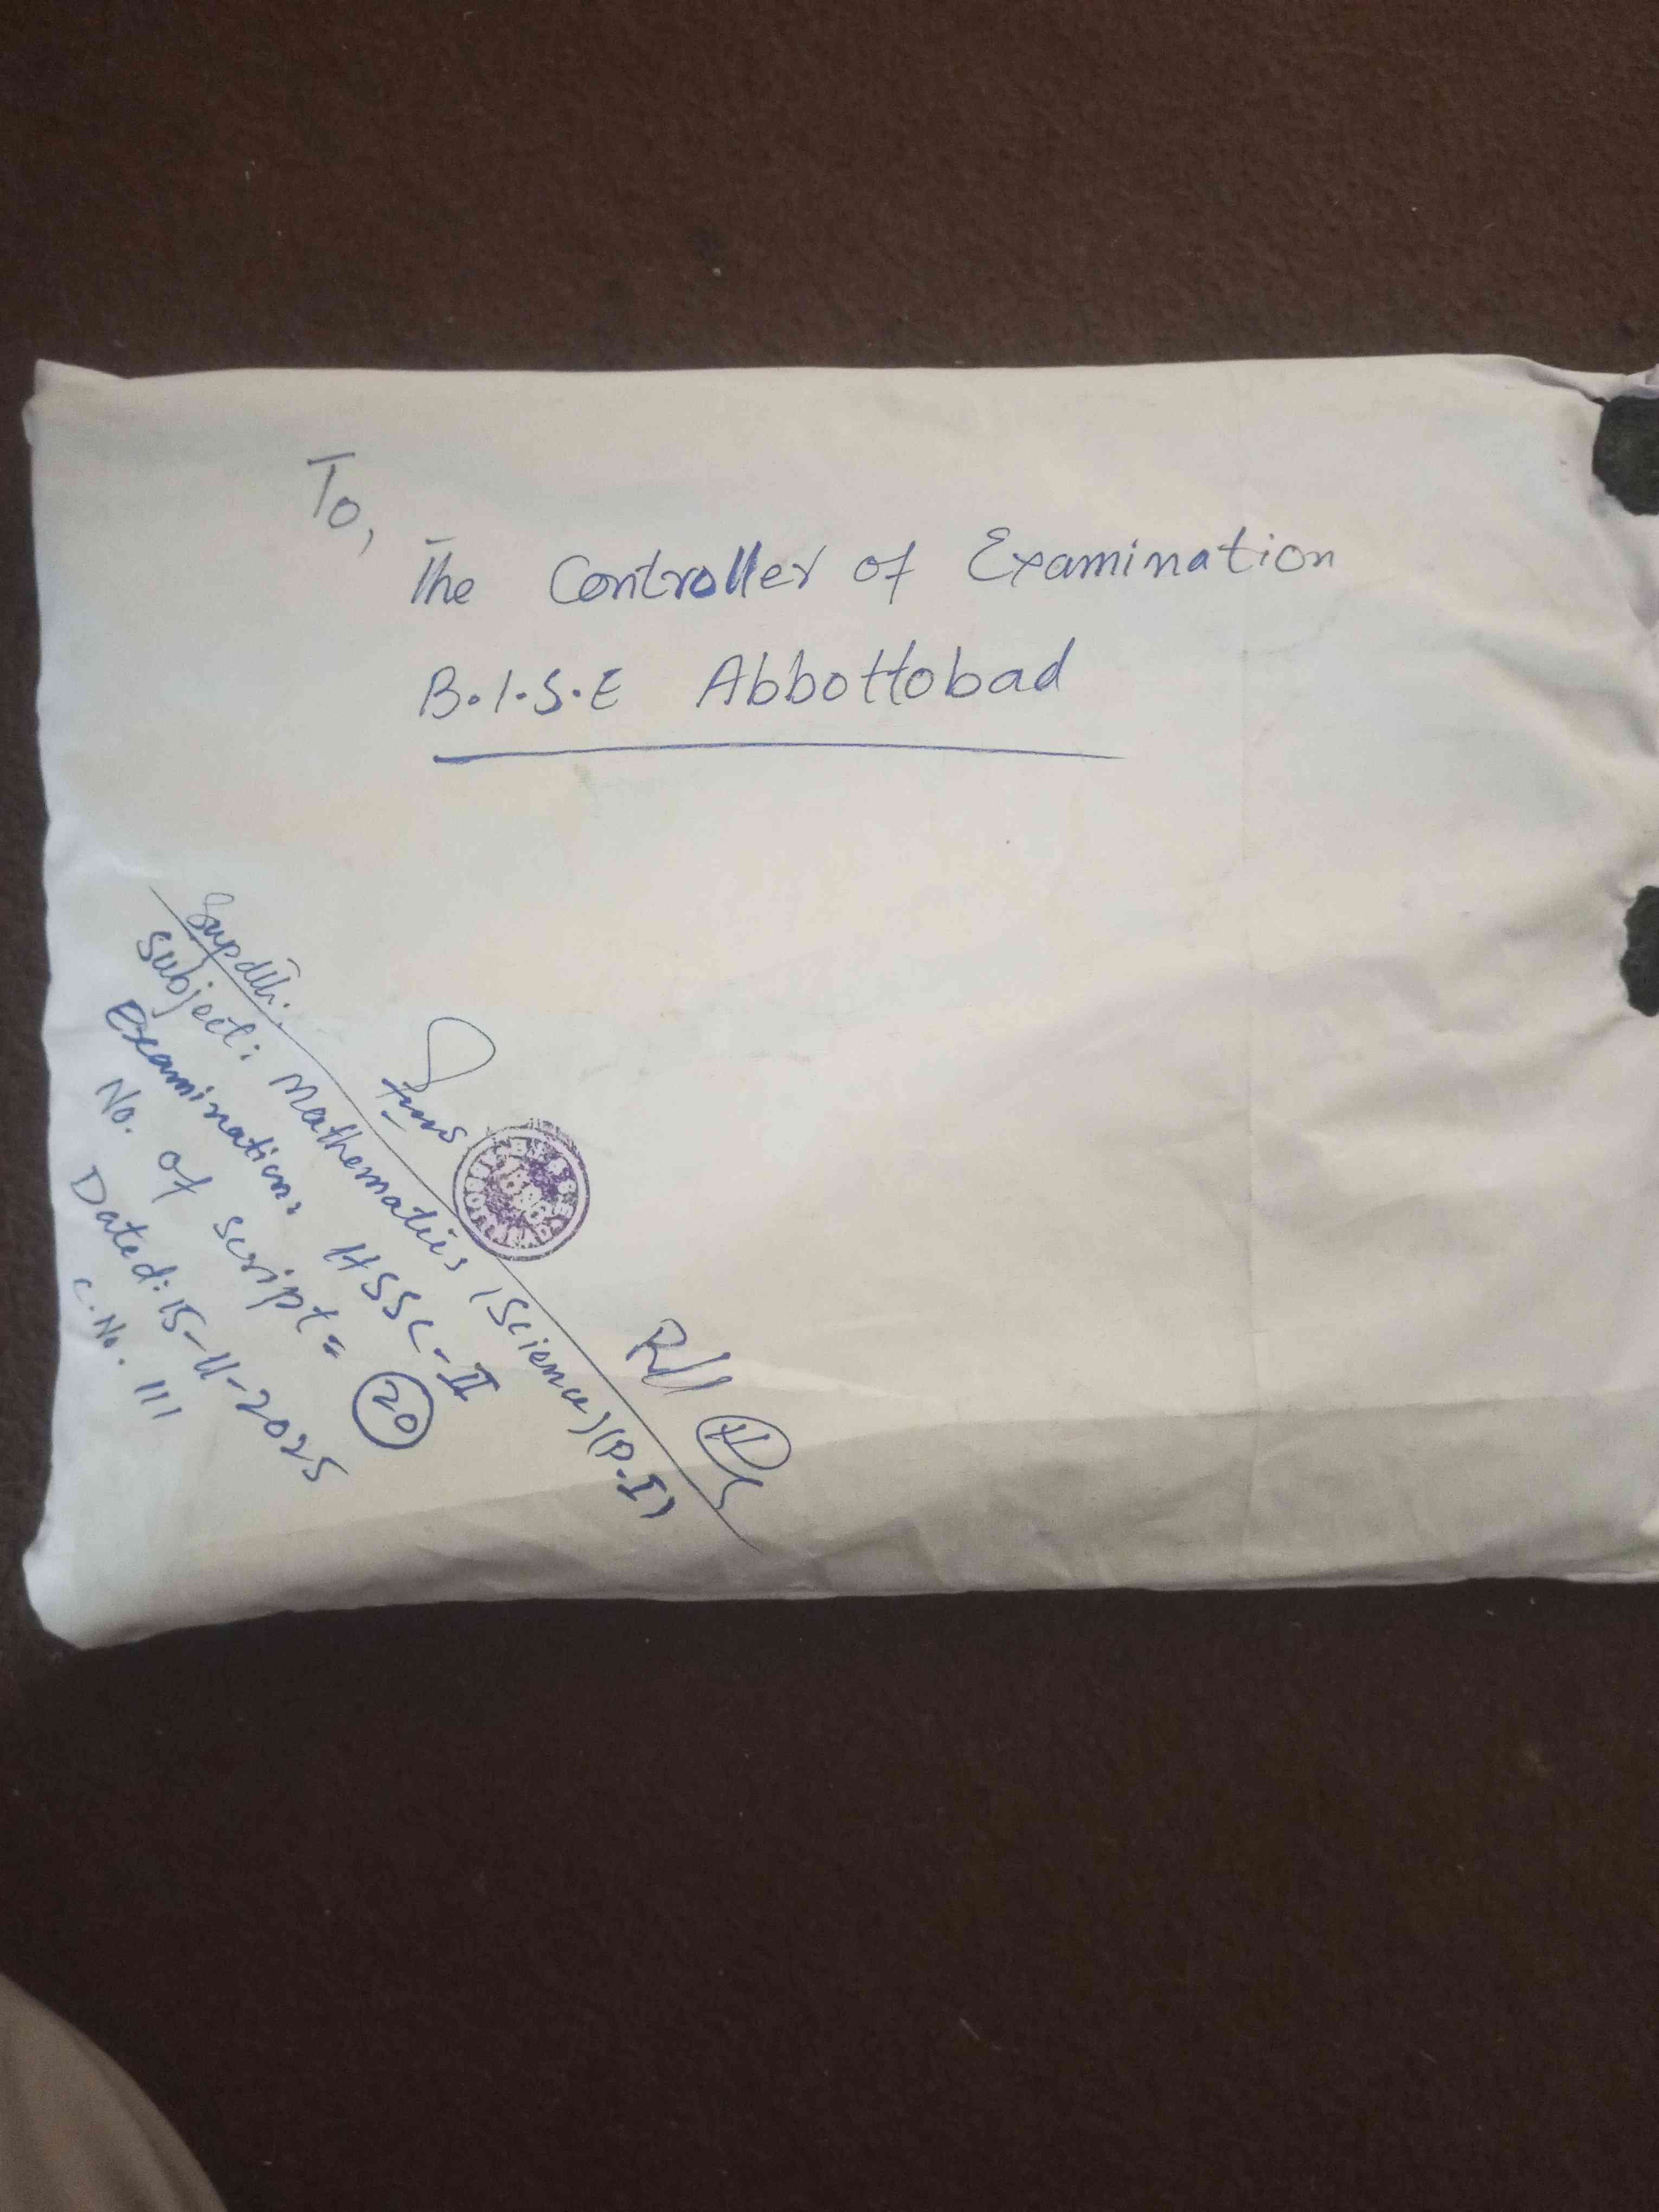 To,
The Controller of Examination
B.I.S.E Abbottobad
Supdtt:
Subject: Mathematics (Science)(P-I)
Examination: HSSC-II
No. of script = 20
Dated: 15-11-2025
C. No. 111